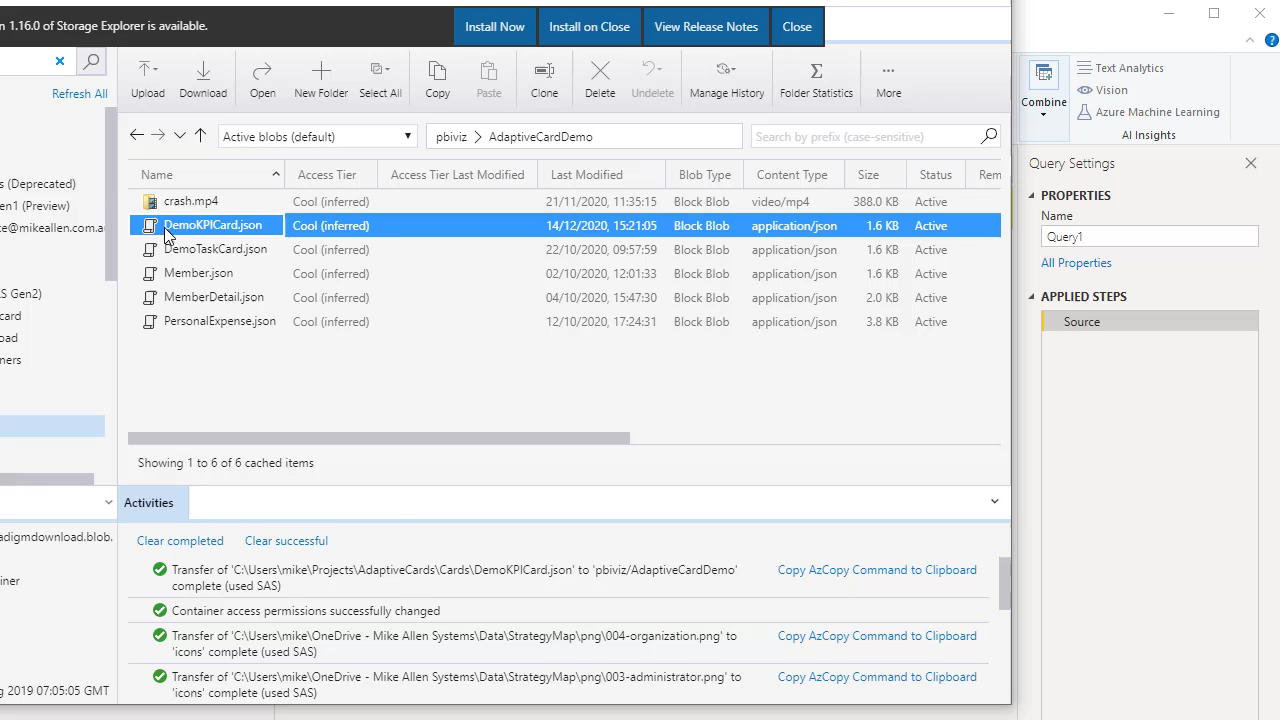 n 1.16.0 of Storage Explorer is available.
Install Now
Install on Close
View Release Notes
Close
Refresh All
Upload
Download
Open
New Folder
Select All
Copy
Paste
Clone
Delete
Undelete
Manage History
Folder Statistics
More
Active blobs (default)
pbiviz
AdaptiveCardDemo
Search by prefix (case-sensitive)
Name Access Tier Access Tier Last Modified Last Modified Blob Type Content Type Size Status Rem
crash.mp4 Cool (inferred) 21/11/2020, 11:35:15 Block Blob video/mp4 388.0 KB Active
DemoKPICard.json Cool (inferred) 14/12/2020, 15:21:05 Block Blob application/json 1.6 KB Active
DemoTaskCard.json Cool (inferred) 22/10/2020, 09:57:59 Block Blob application/json 1.6 KB Active
Member.json Cool (inferred) 02/10/2020, 12:01:33 Block Blob application/json 1.6 KB Active
MemberDetail.json Cool (inferred) 04/10/2020, 15:47:30 Block Blob application/json 2.0 KB Active
PersonalExpense.json Cool (inferred) 12/10/2020, 17:24:31 Block Blob application/json 3.8 KB Active
Showing 1 to 6 of 6 cached items
Activities
Clear completed
Clear successful
Transfer of 'C:\Users\mike\Projects\AdaptiveCards\Cards\DemoKPICard.json' to 'pbiviz/AdaptiveCardDemo'
complete (used SAS)
Copy AzCopy Command to Clipboard
Container access permissions successfully changed
Transfer of 'C:\Users\mike\OneDrive - Mike Allen Systems\Data\StrategyMap\png\004-organization.png' to
'icons' complete (used SAS)
Copy AzCopy Command to Clipboard
Transfer of 'C:\Users\mike\OneDrive - Mike Allen Systems\Data\StrategyMap\png\003-administrator.png' to
'icons' complete (used SAS)
Copy AzCopy Command to Clipboard
(Deprecated)
en1 (Preview)
e@mikeallen.com.au
S Gen2)
card
oad
ners
adigmdownload.blob.
iner
g 2019 07:05:05 GMT
Combine
Text Analytics
Vision
Azure Machine Learning
AI Insights
Query Settings
PROPERTIES
Name
Query1
All Properties
APPLIED STEPS
Source